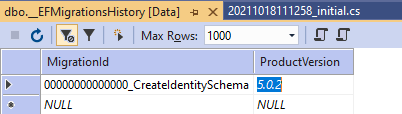 dbo.__EFMigrationsHistory [Data]
20211018111258_initial.cs
Max Rows: 1000
MigrationId ProductVersion
00000000000000_CreateIdentitySchema 5.0.2
NULL NULL